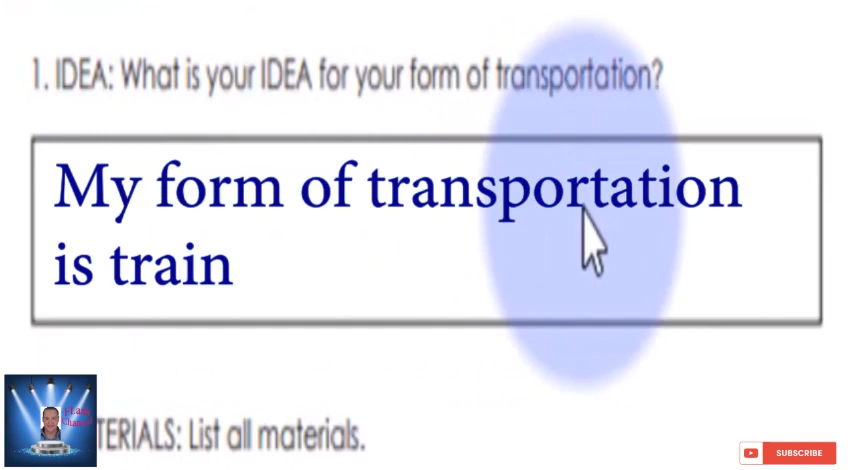 1. IDEA: What is your IDEA for your form of transportation?
My form of transportation
is train
TERIALS: List all materials.
SUBSCRIBE